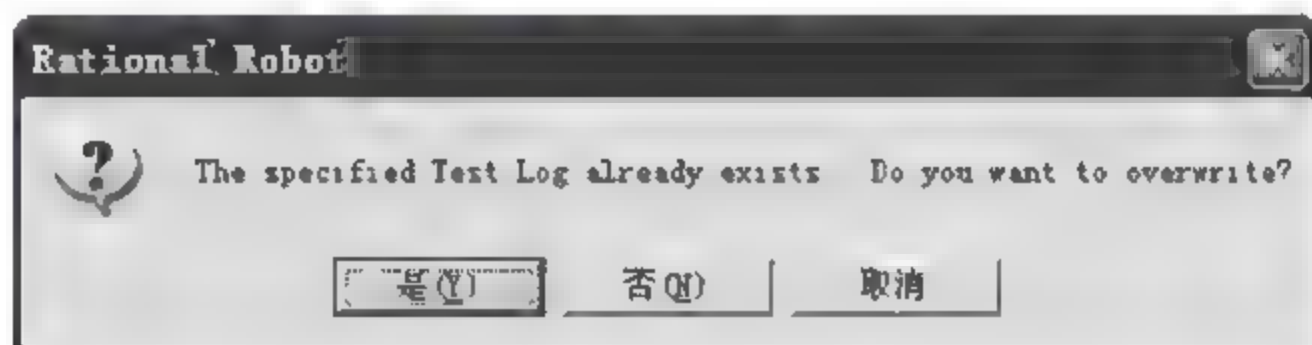 Rational Robot
The specified Test Log already exists  Do you want to overwrite?
是(Y) 否(N) 取消